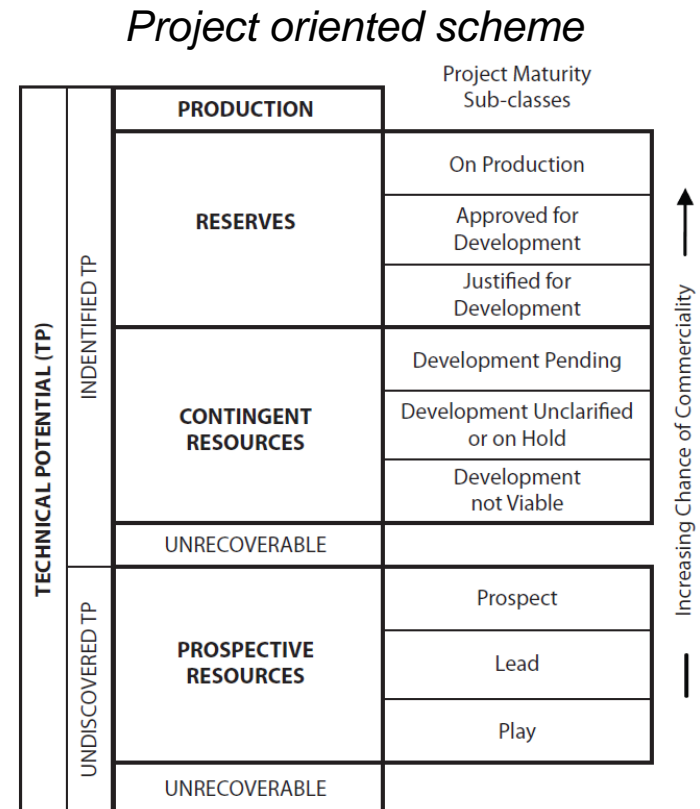 Project oriented scheme
Project Maturity
Sub-classes
TECHNICAL POTENTIAL (TP)
INDENTIFIED TP
PRODUCTION
RESERVES
On Production
Approved for
Development
Justified for
Development
CONTINGENT
RESOURCES
Development Pending
Development Unclarified
or on Hold
Development
not Viable
UNRECOVERABLE
UNDISCOVERED TP
PROSPECTIVE
RESOURCES
Prospect
Lead
Play
UNRECOVERABLE
Increasing Chance of Commerciality